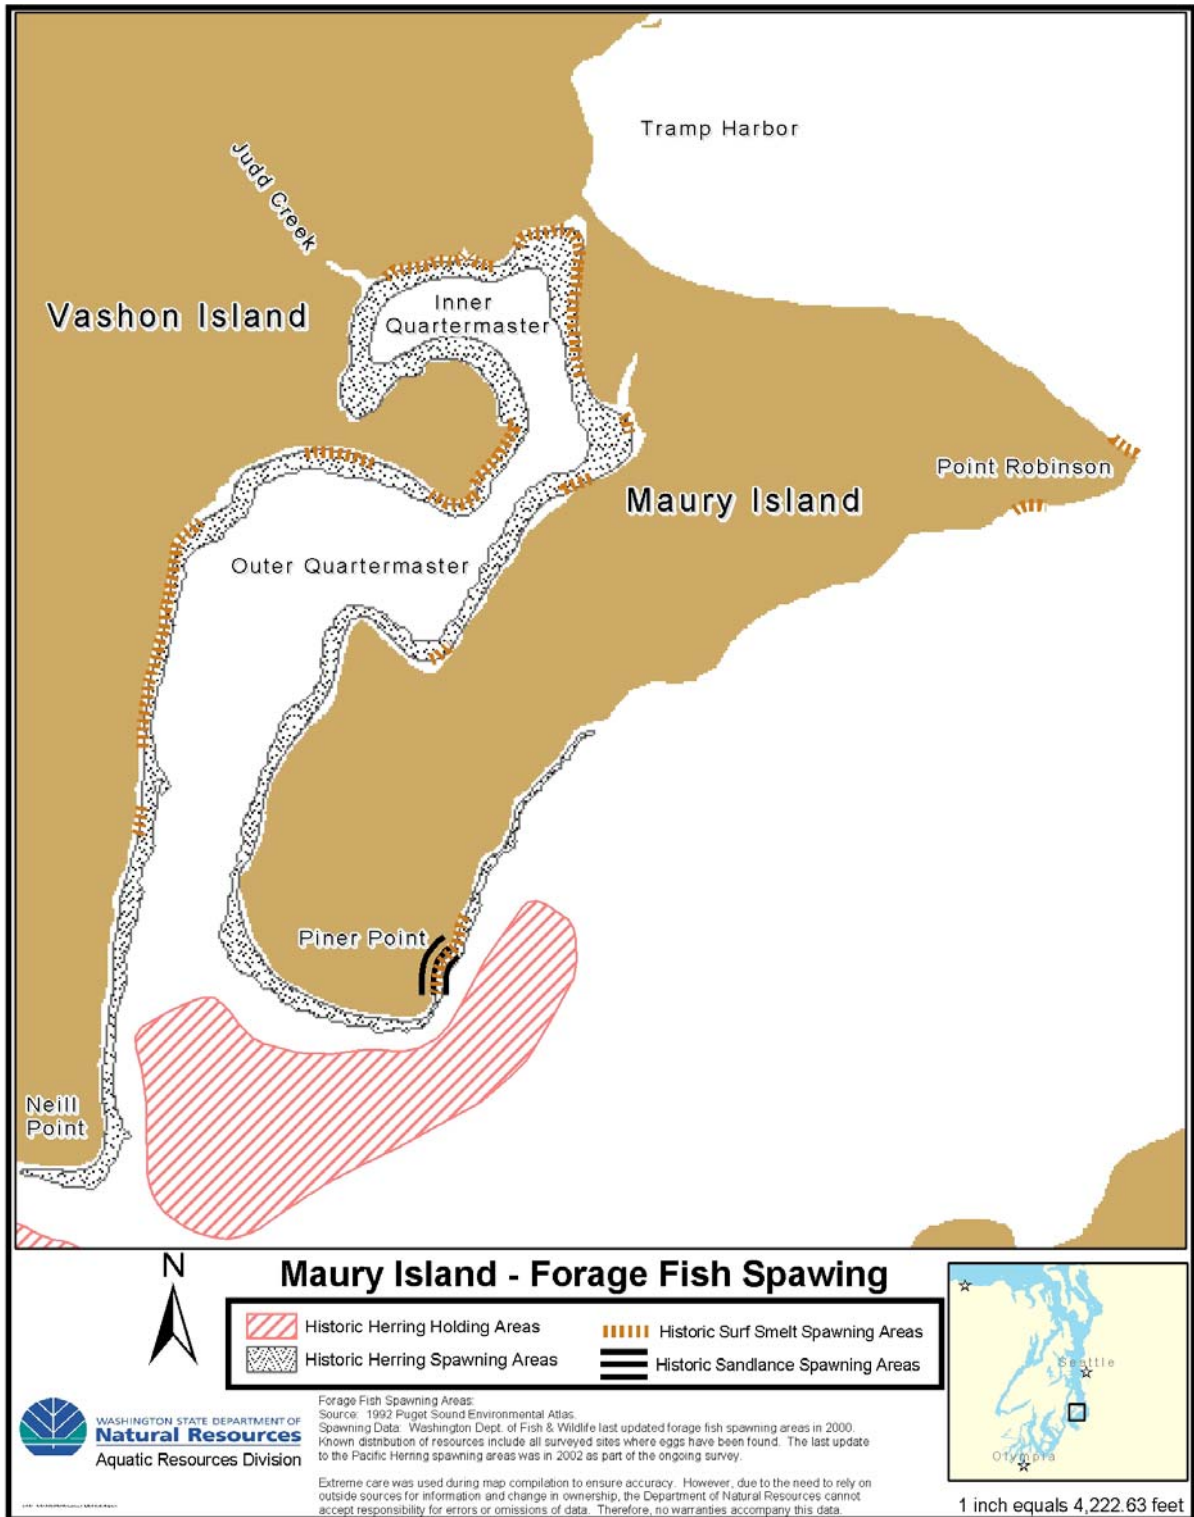 Tramp Harbor
Judd Creek
Vashon Island
Inner
Quartermaster
Point Robinson
Maury Island
Outer Quartermaster
Piner Point
Neill
Point
N
Maury Island - Forage Fish Spawing
Historic Herring Holding Areas
Historic Surf Smelt Spawning Areas
Historic Herring Spawning Areas
Historic Sandlance Spawning Areas
Seattle
Olympia
WASHINGTON STATE DEPARTMENT OF
Natural Resources
Aquatic Resources Division
Forage Fish Spawning Areas:
Source: 1992 Puget Sound Environmental Atlas.
Spawning Data: Washington Dept. of Fish & Wildlife last updated forage fish spawning areas in 2000.
Known distribution of resources include all surveyed sites where eggs have been found. The last update
to the Pacific Herring spawning areas was in 2002 as part of the ongoing survey.
Extreme care was used during map compilation to ensure accuracy. However, due to the need to rely on
outside sources for information and change in ownership, the Department of Natural Resources cannot
accept responsibility for errors or omissions of data. Therefore, no warranties accompany this data.
1 inch equals 4,222.63 feet